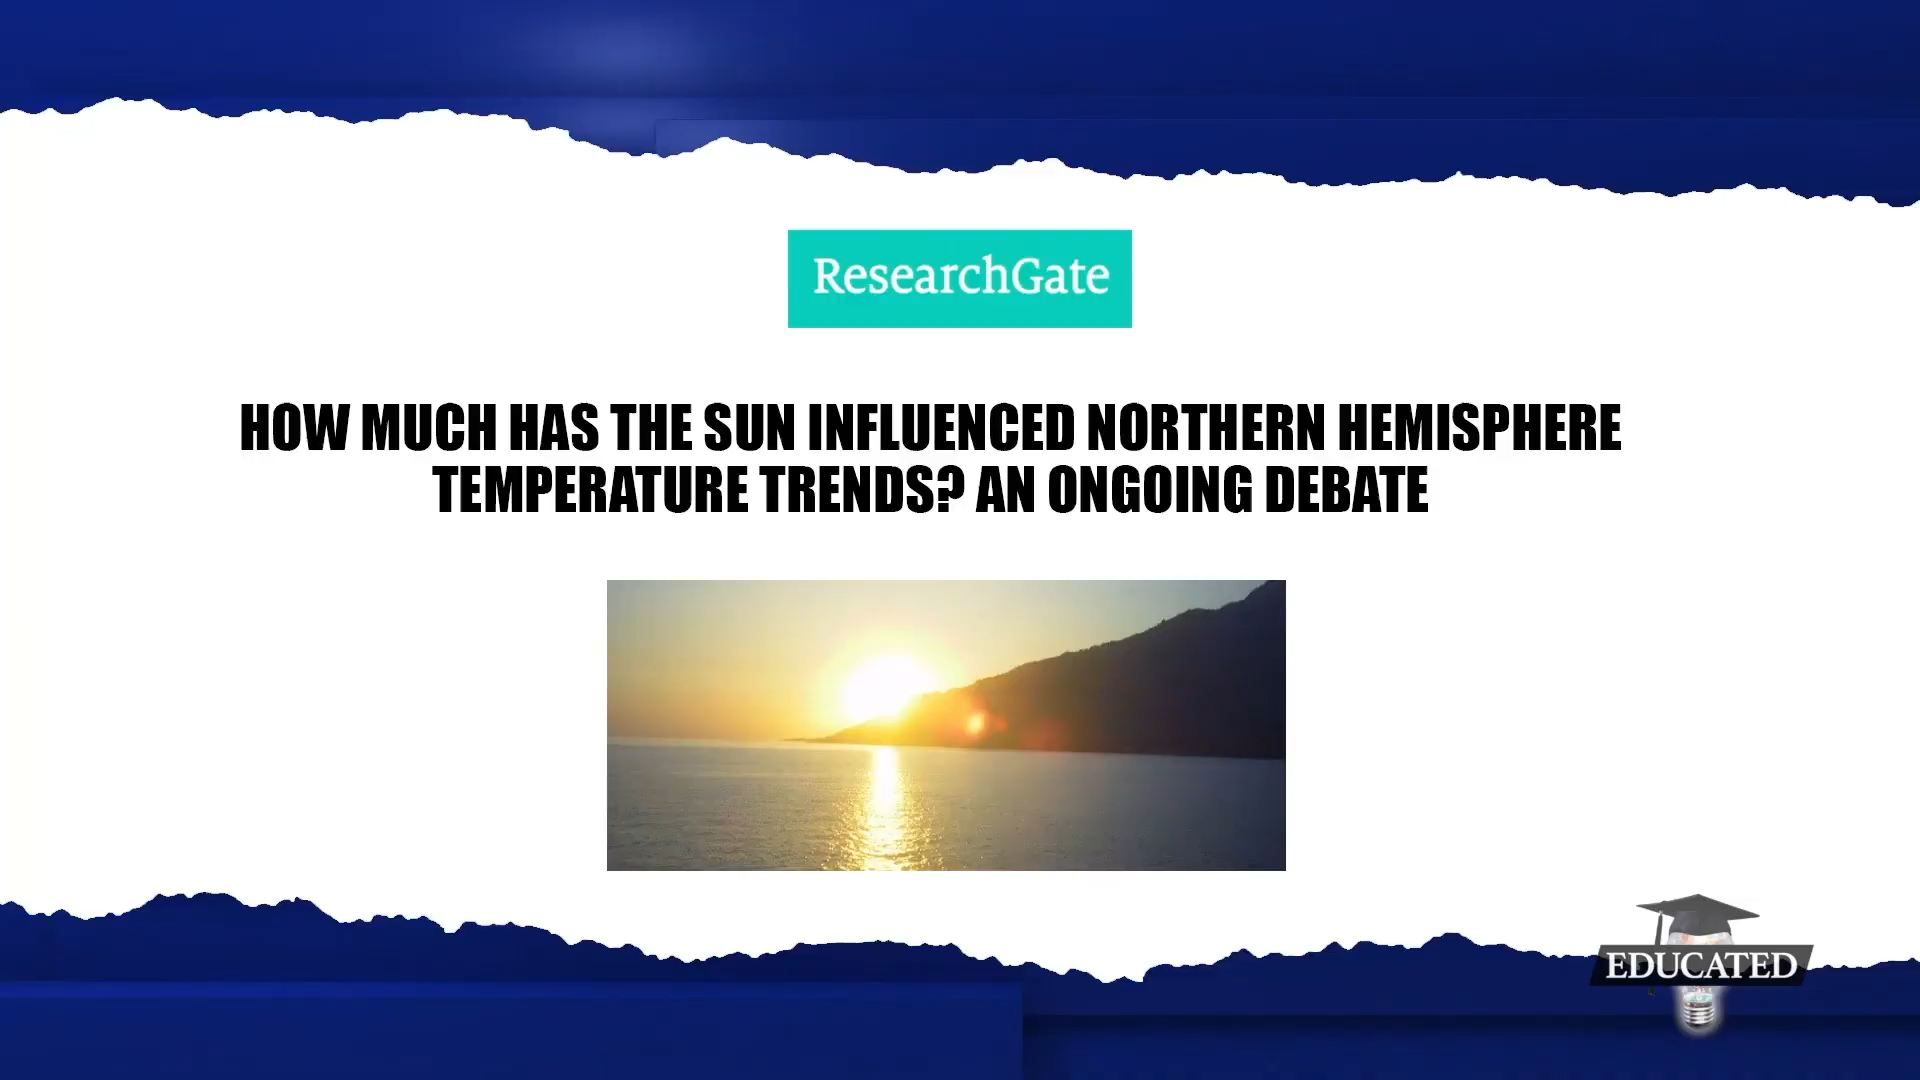 ResearchGate
HOW MUCH HAS THE SUN INFLUENCED NORTHERN HEMISPHERE
TEMPERATURE TRENDS? AN ONGOING DEBATE
EDUCATED